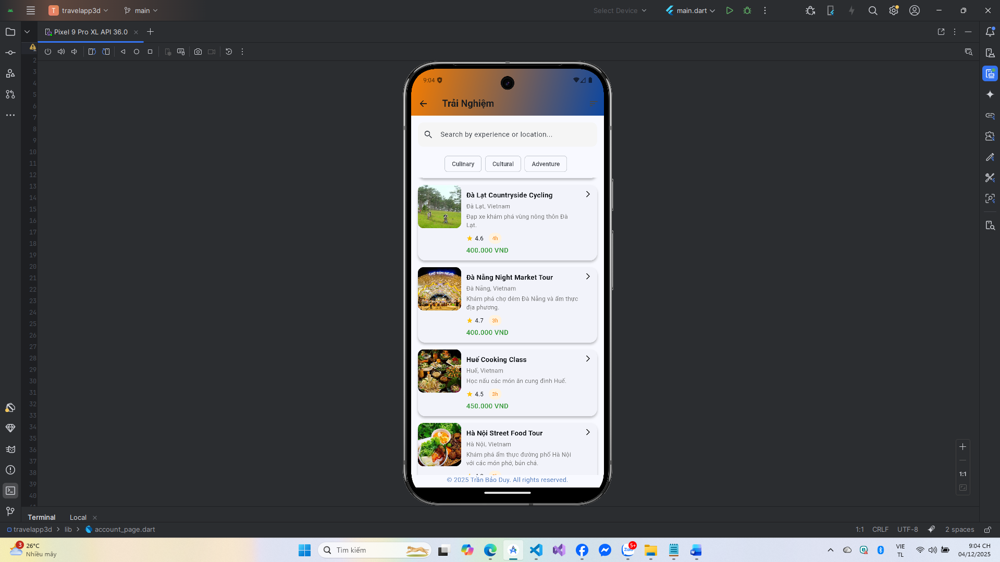 T travelapp3d
main
Select Device
main.dart
Pixel 9 Pro XL API 36.0
2
3
4
5
6
7
8
9
10
11
12
13
14
15
16
17
18
19
20
21
22
23
24
25
26
27
28
29
30
31
32
33
34
35
36
37
38
39
40
9:04
Trải Nghiệm
Search by experience or location...
Culinary Cultural Adventure
Đà Lạt Countryside Cycling
Đà Lạt, Vietnam
Đạp xe khám phá vùng nông thôn Đà
Lạt.
4.6 4h
400.000 VND
CHỢ ĐÊM HELIO
Đà Nẵng Night Market Tour
Đà Nẵng, Vietnam
Khám phá chợ đêm Đà Nẵng và ẩm thực
địa phương.
4.7 3h
400.000 VND
Huế Cooking Class
Huế, Vietnam
Học nấu các món ăn cung đình Huế.
4.5 3h
450.000 VND
Hà Nội Street Food Tour
Hà Nội, Vietnam
Khám phá ẩm thực đường phố Hà Nội
với các món phở, bún chả.
© 2025 Trần Bảo Duy. All rights reserved.
1:1
Terminal Local
travelapp3d lib account_page.dart
1:1 CRLF UTF-8 2 spaces
3
26°C
Nhiều mây
Tìm kiếm
Zalo
5+
VIE
TL
9:04 CH
04/12/2025